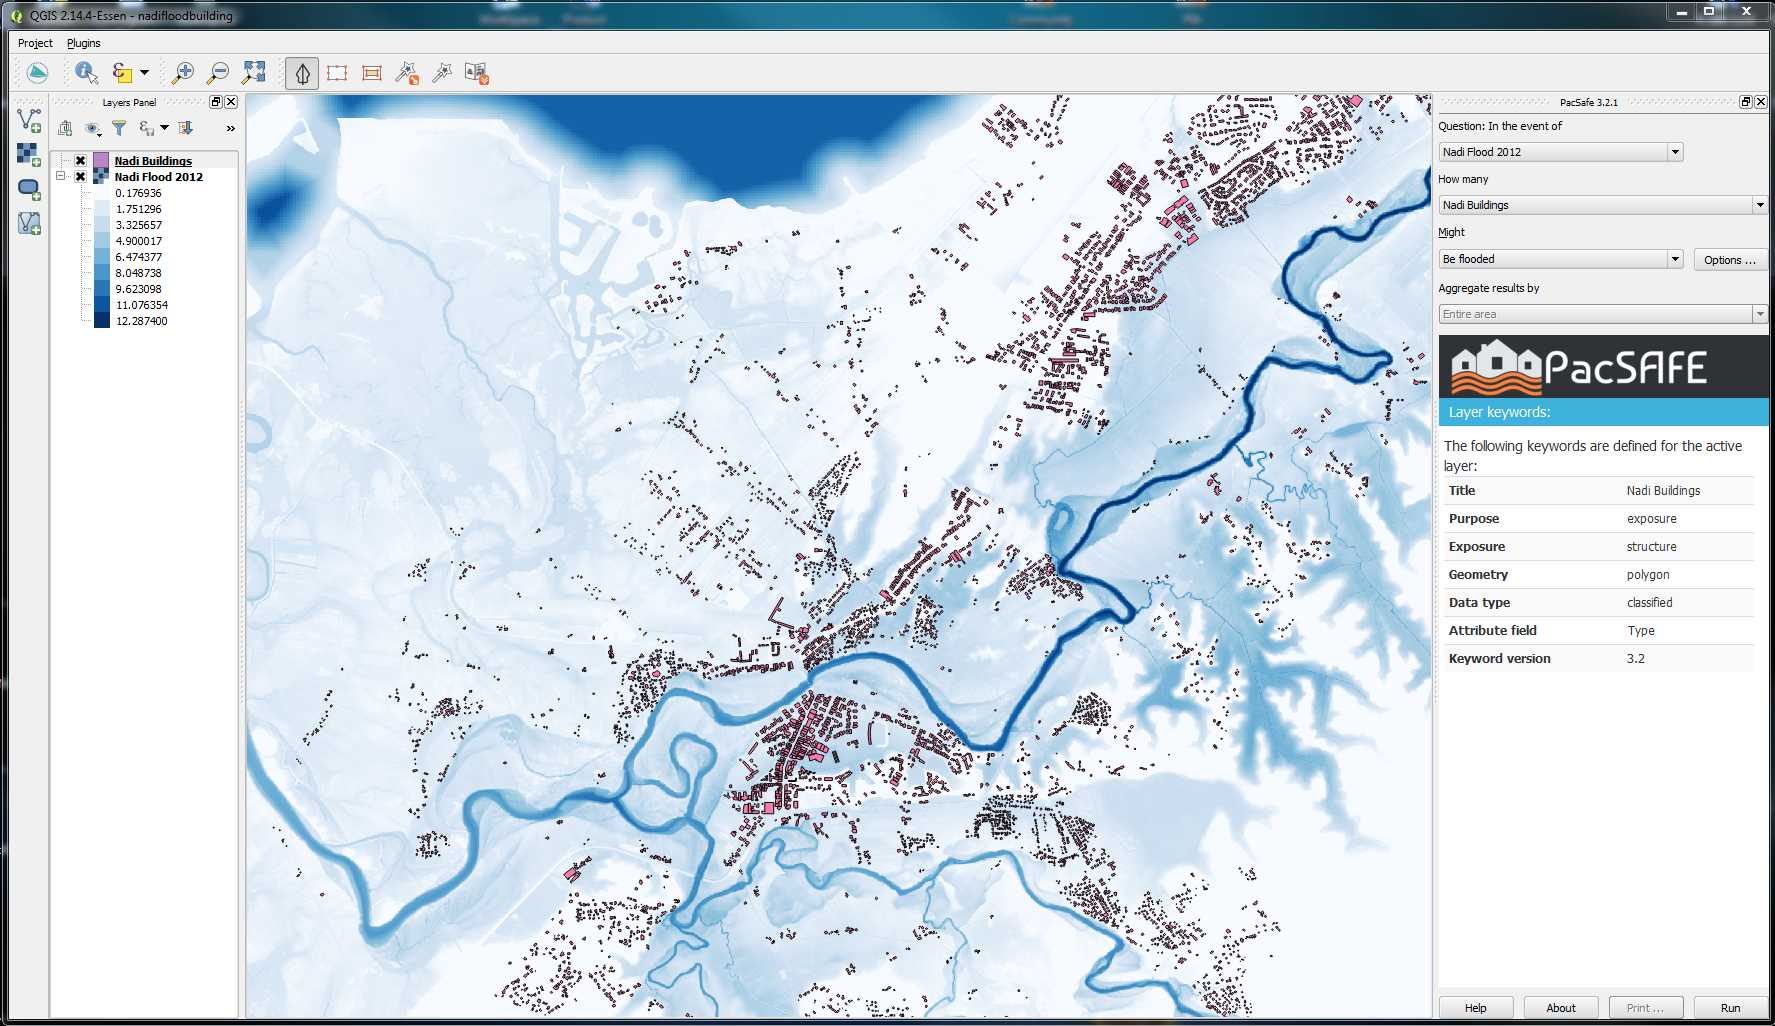 QGIS 2.14.4-Essen - nadifloodbuilding
Project Plugins
Layers Panel
Nadi Buildings
Nadi Flood 2012
0.176936
1.751296
3.325657
4.900017
6.474377
8.048738
9.623098
11.076354
12.287400
PacSafe 3.2.1
Question: In the event of
Nadi Flood 2012
How many
Nadi Buildings
Might
Be flooded Options ...
Aggregate results by
Entire area
PacSAFE
Layer keywords:
The following keywords are defined for the active
layer:
Title Nadi Buildings
Purpose exposure
Exposure structure
Geometry polygon
Data type classified
Attribute field Type
Keyword version 3.2
Help About Print ... Run